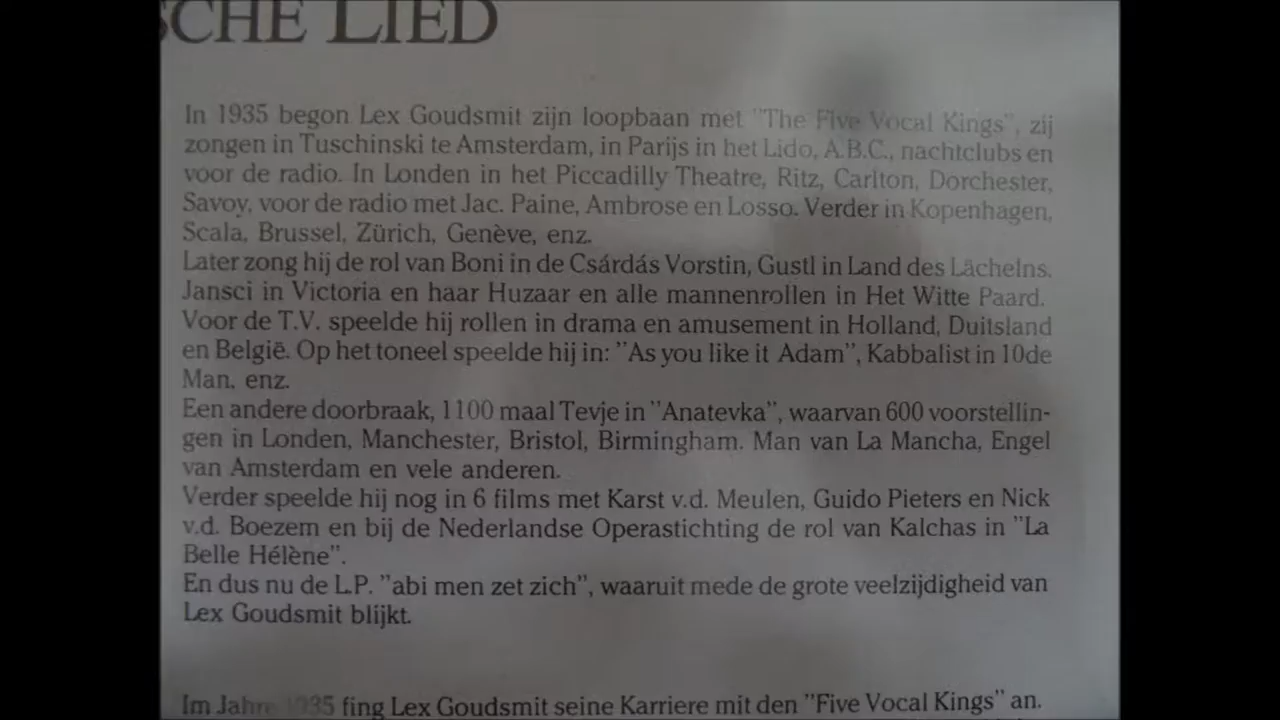 SCHE LIED
In 1935 begon Lex Goudsmit zijn loopbaan met "The Five Vocal Kings", zij
zongen in Tuschinski te Amsterdam, in Parijs in het Lido, A.B.C., nachtclubs en
voor de radio. In Londen in het Piccadilly Theatre, Ritz, Carlton, Dorchester,
Savoy, voor de radio met Jac. Paine, Ambrose en Losso. Verder in Kopenhagen,
Scala, Brussel, Zürich, Genève, enz.
Later zong hij de rol van Boni in de Csárdás Vorstin, Gustl in Land des Lächelns,
Jansci in Victoria en haar Huzaar en alle mannenrollen in Het Witte Paard.
Voor de T.V. speelde hij rollen in drama en amusement in Holland, Duitsland
en België. Op het toneel speelde hij in: "As you like it Adam", Kabbalist in 10de
Man, enz.
Een andere doorbraak, 1100 maal Tevje in "Anatevka", waarvan 600 voorstellin-
gen in Londen, Manchester, Bristol, Birmingham. Man van La Mancha, Engel
van Amsterdam en vele anderen.
Verder speelde hij nog in 6 films met Karst v.d. Meulen, Guido Pieters en Nick
v.d. Boezem en bij de Nederlandse Operastichting de rol van Kalchas in "La
Belle Hélène".
En dus nu de L.P. "abi men zet zich", waaruit mede de grote veelzijdigheid van
Lex Goudsmit blijkt.
Im Jahre 1935 fing Lex Goudsmit seine Karriere mit den "Five Vocal Kings" an.